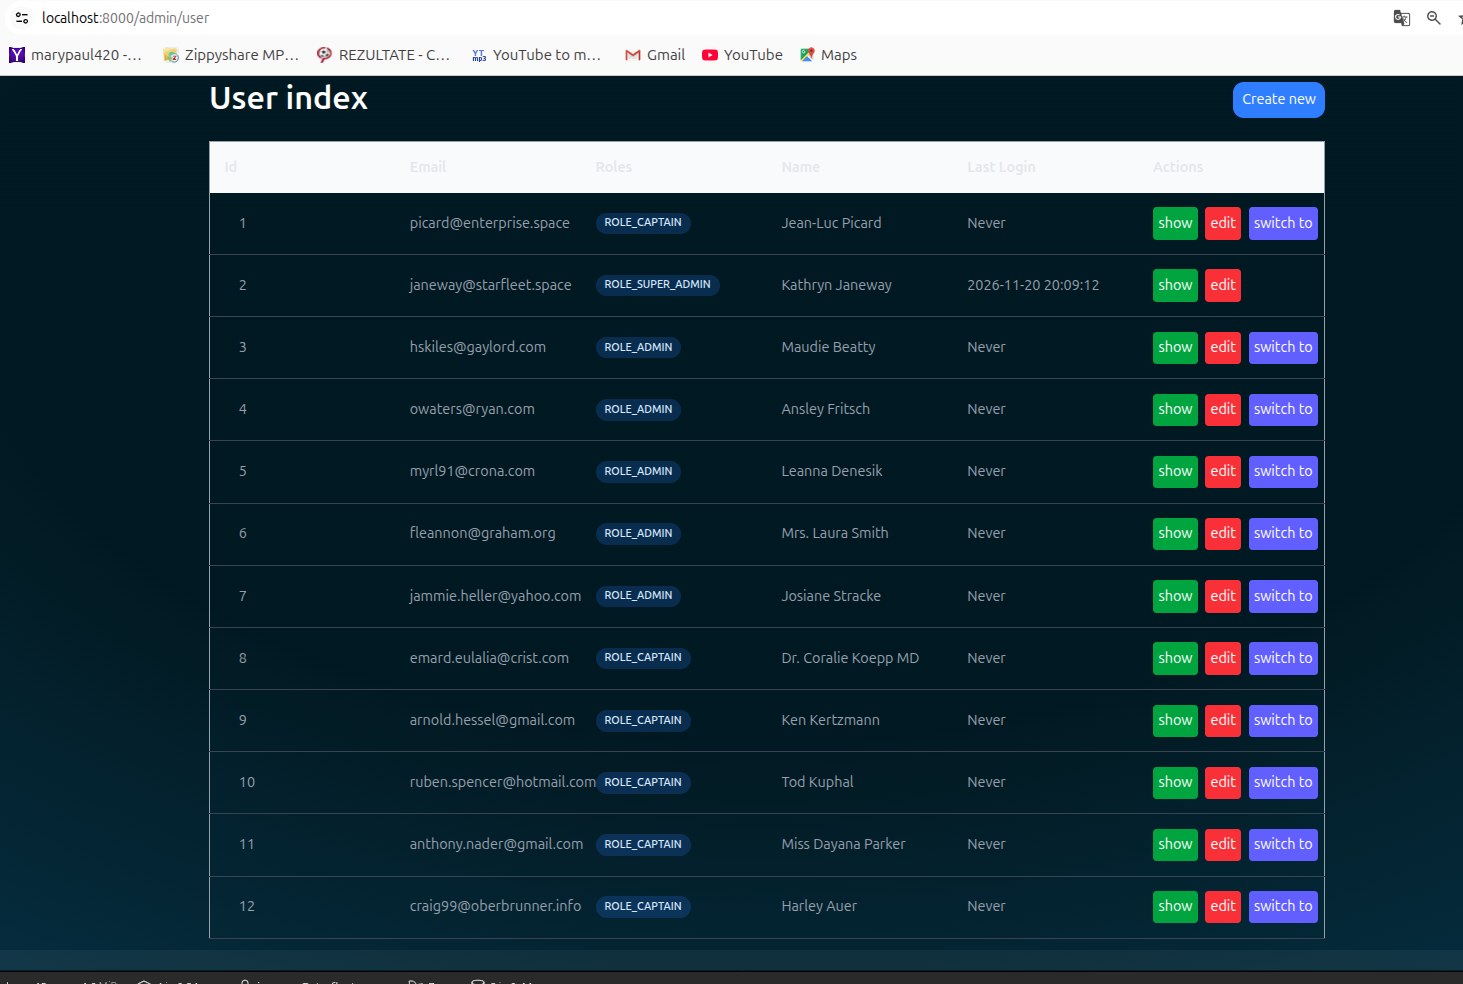 localhost:8000/admin/user
marypaul420 -... Zippyshare MP... REZULTATE - C... YouTube to m... Gmail YouTube Maps
User index Create new
Id Email Roles Name Last Login Actions
1 picard@enterprise.space ROLE_CAPTAIN Jean-Luc Picard Never show edit switch to
2 janeway@starfleet.space ROLE_SUPER_ADMIN Kathryn Janeway 2026-11-20 20:09:12 show edit
3 hskiles@gaylord.com ROLE_ADMIN Maudie Beatty Never show edit switch to
4 owaters@ryan.com ROLE_ADMIN Ansley Fritsch Never show edit switch to
5 myrl91@crona.com ROLE_ADMIN Leanna Denesik Never show edit switch to
6 fleannon@graham.org ROLE_ADMIN Mrs. Laura Smith Never show edit switch to
7 jammie.heller@yahoo.com ROLE_ADMIN Josiane Stracke Never show edit switch to
8 emard.eulalia@crist.com ROLE_CAPTAIN Dr. Coralie Koepp MD Never show edit switch to
9 arnold.hessel@gmail.com ROLE_CAPTAIN Ken Kertzmann Never show edit switch to
10 ruben.spencer@hotmail.com ROLE_CAPTAIN Tod Kuphal Never show edit switch to
11 anthony.nader@gmail.com ROLE_CAPTAIN Miss Dayana Parker Never show edit switch to
12 craig99@oberbrunner.info ROLE_CAPTAIN Harley Auer Never show edit switch to